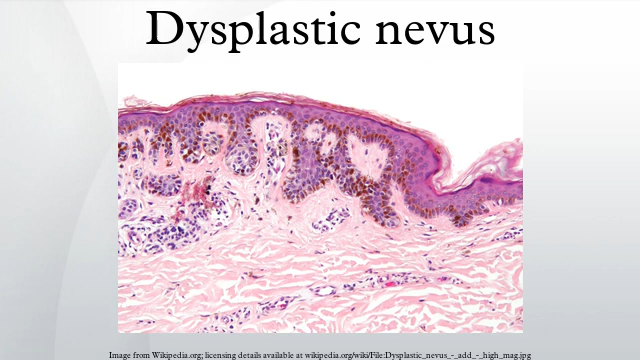 Dysplastic nevus
Image from Wikipedia.org; licensing details available at wikipedia.org/wiki/File:Dysplastic_nevus_-_add_-_high_mag.jpg